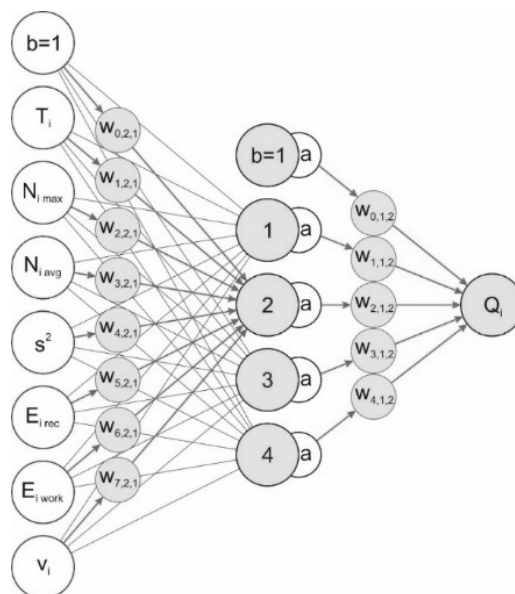 b=1
T_i
N_i max
N_i avg
s²
E_i rec
E_i work
v_i
w_0,2,1
w_1,2,1
w_2,2,1
w_3,2,1
w_4,2,1
w_5,2,1
w_6,2,1
w_7,2,1
b=1 a
1 a
2 a
3 a
4 a
w_0,1,2
w_1,1,2
w_2,1,2
w_3,1,2
w_4,1,2
Q_i